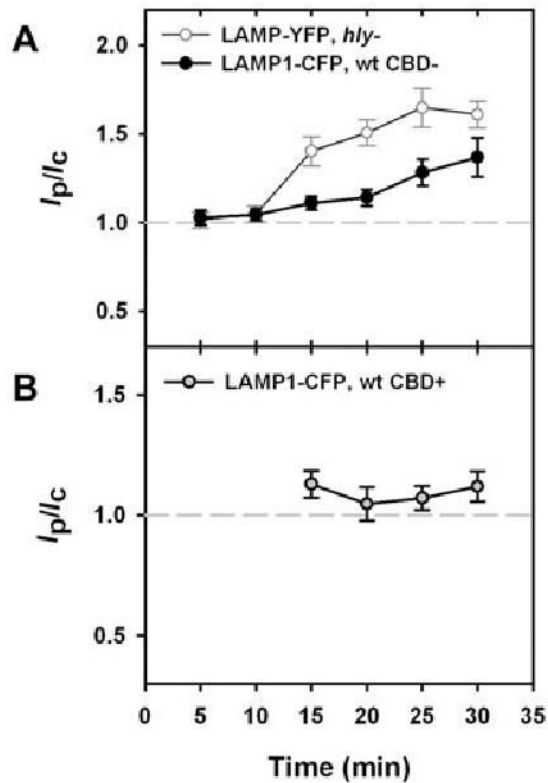 A
2.0
1.5
1.0
0.5
LAMP-YFP, hly-
LAMP1-CFP, wt CBD-
Ip/Ic
B
1.5
1.0
0.5
LAMP1-CFP, wt CBD+
Ip/Ic
0 5 10 15 20 25 30 35
Time (min)